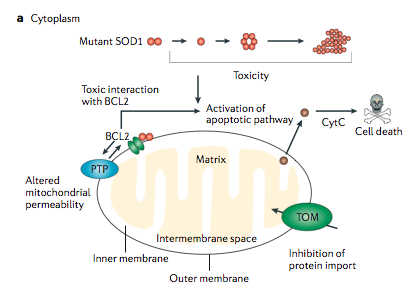 a Cytoplasm
Mutant SOD1
Toxicity
Toxic interaction
with BCL2
Activation of
apoptotic pathway
CytC
Cell death
BCL2
PTP
Matrix
Altered
mitochondrial
permeability
TOM
Intermembrane space
Inner membrane
Outer membrane
Inhibition of
protein import